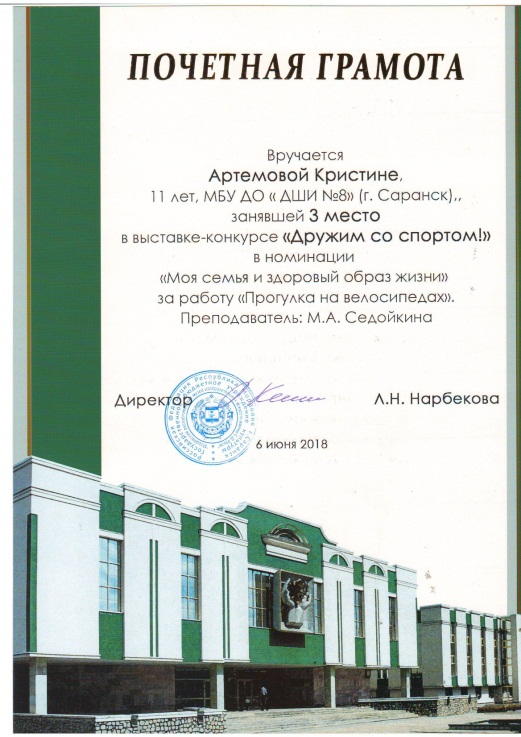 ПОЧЕТНАЯ ГРАМОТА
Вручается
Артемовой Кристине,
11 лет, МБУ ДО « ДШИ №8» (г. Саранск),,
занявшей 3 место
в выставке-конкурсе «Дружим со спортом!»
в номинации
«Моя семья и здоровый образ жизни»
за работу «Прогулка на велосипедах».
Преподаватель: М.А. Седойкина
Директор
Л.Н. Нарбекова
6 июня 2018